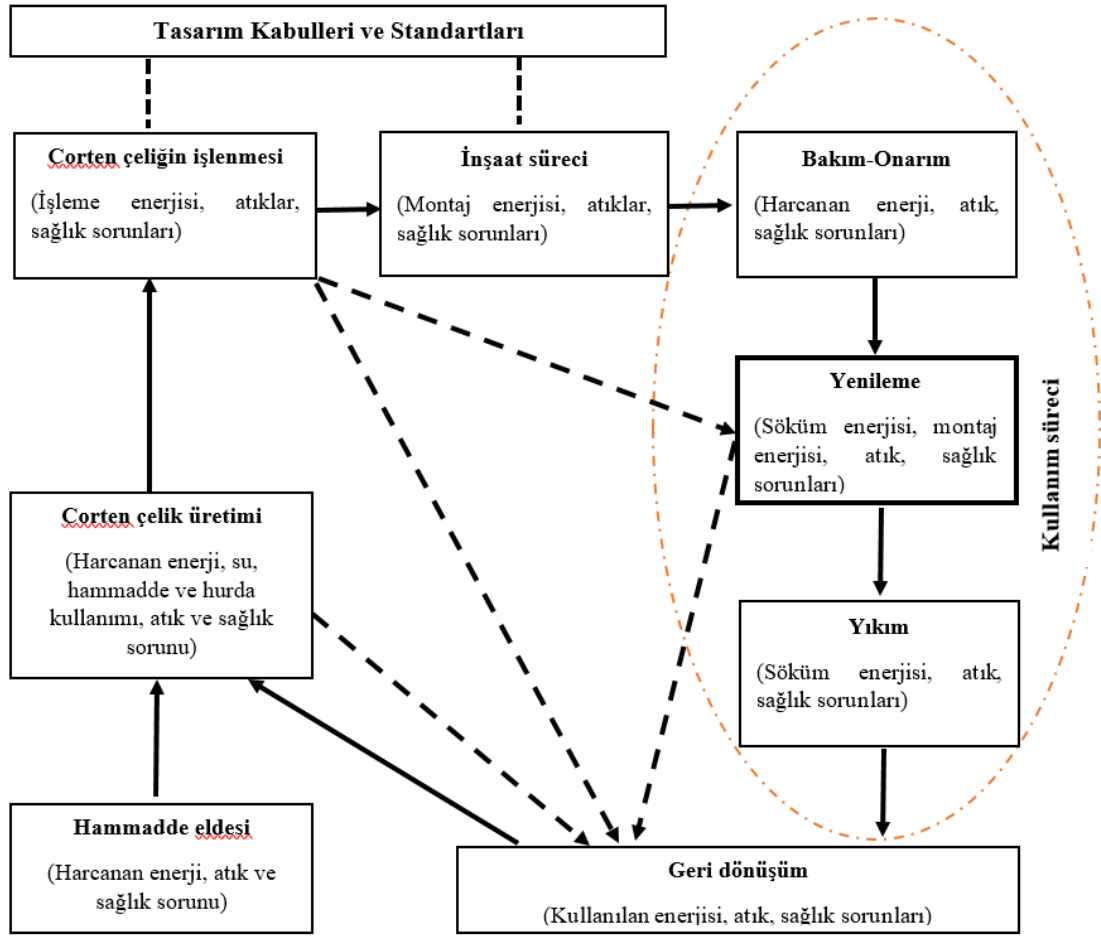 Tasarım Kabulleri ve Standartları
Corten çeliğin işlenmesi
(İşleme enerjisi, atıklar,
sağlık sorunları)
İnşaat süreci
(Montaj enerjisi, atıklar,
sağlık sorunları)
Bakım-Onarım
(Harcanan enerji, atık,
sağlık sorunları)
Yenileme
(Söküm enerjisi, montaj
enerjisi, atık, sağlık
sorunları)
Kullanım süreci
Corten çelik üretimi
(Harcanan enerji, su,
hammadde ve hurda
kullanımı, atık ve sağlık
sorunu)
Yıkım
(Söküm enerjisi, atık,
sağlık sorunları)
Hammadde eldesi
(Harcanan enerji, atık ve
sağlık sorunu)
Geri dönüşüm
(Kullanılan enerjisi, atık, sağlık sorunları)